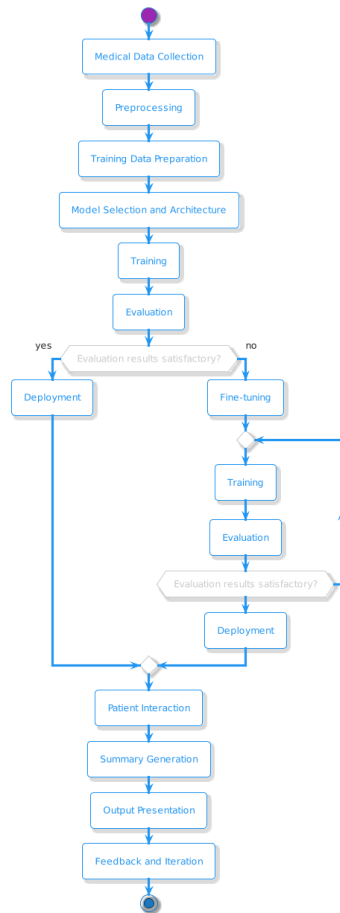 Medical Data Collection
Preprocessing
Training Data Preparation
Model Selection and Architecture
Training
Evaluation
yes
Evaluation results satisfactory?
no
Deployment
Fine-tuning
Training
Evaluation
Evaluation results satisfactory?
Deployment
Patient Interaction
Summary Generation
Output Presentation
Feedback and Iteration